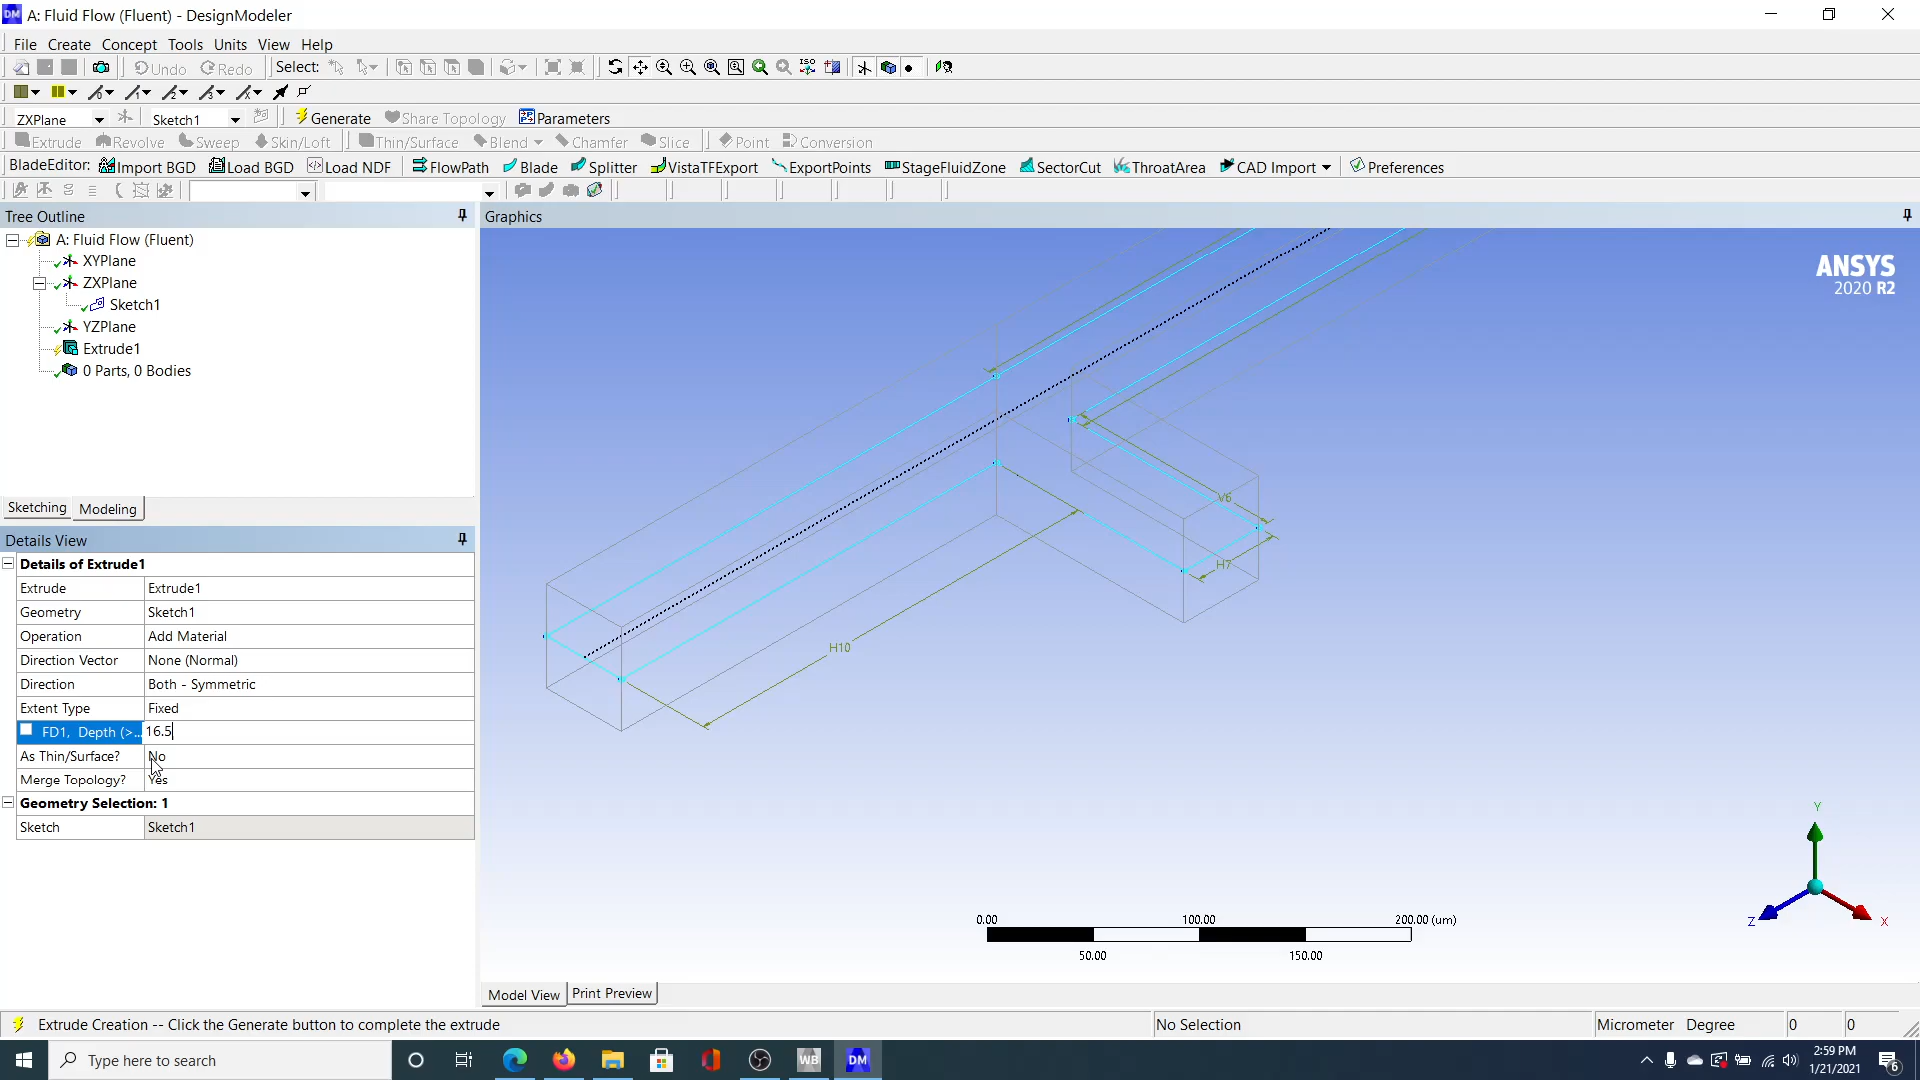 DM A: Fluid Flow (Fluent) - DesignModeler
File Create Concept Tools Units View Help
Undo Redo Select: ISO
ZXPlane Sketch1 Generate Share Topology Parameters
Extrude Revolve Sweep Skin/Loft Thin/Surface Blend Chamfer Slice Point Conversion
BladeEditor: Import BGD Load BGD Load NDF FlowPath Blade Splitter VistaTFExport ExportPoints StageFluidZone SectorCut ThroatArea CAD Import Preferences
Tree Outline
A: Fluid Flow (Fluent)
XYPlane
ZXPlane
Sketch1
YZPlane
Extrude1
0 Parts, 0 Bodies
Sketching Modeling
Details View
Details of Extrude1
Extrude Extrude1
Geometry Sketch1
Operation Add Material
Direction Vector None (Normal)
Direction Both - Symmetric
Extent Type Fixed
FD1, Depth (>... 16.5
As Thin/Surface? No
Merge Topology? Yes
Geometry Selection: 1
Sketch Sketch1
Graphics
ANSYS
2020 R2
V6
H7
H10
Y
Z X
0.00 100.00 200.00 (um)
50.00 150.00
Model View Print Preview
Extrude Creation -- Click the Generate button to complete the extrude No Selection Micrometer Degree 0 0
Type here to search WB DM 2:59 PM
1/21/2021 6